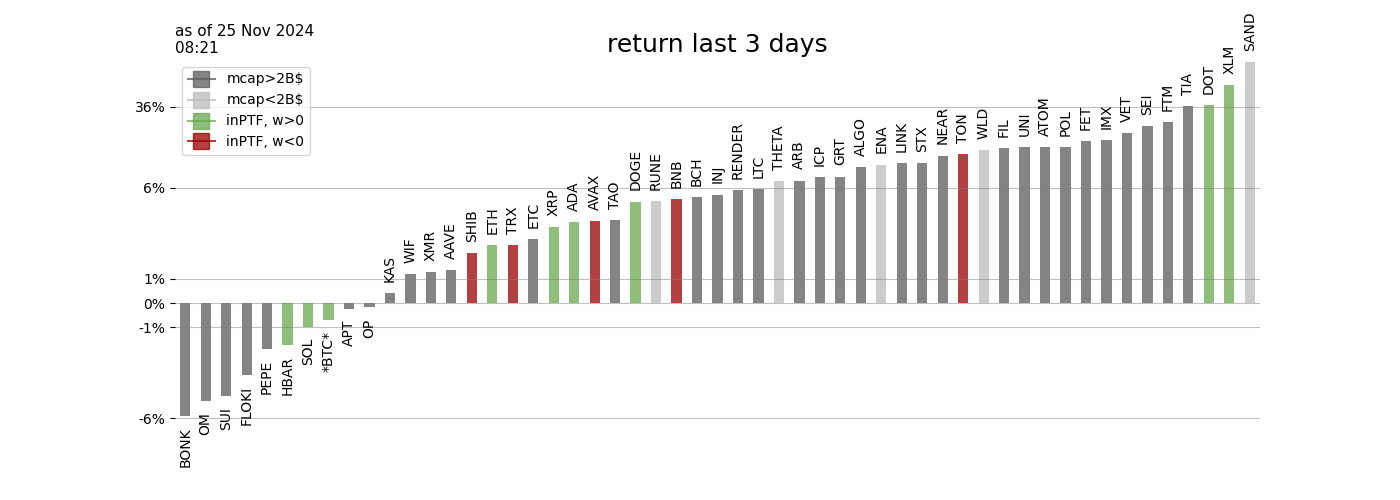 as of 25 Nov 2024
08:21
return last 3 days
mcap>2B$
mcap<2B$
inPTF, w>0
inPTF, w<0
36%
6%
1%
0%
-1%
-6%
BONK
OM
SUI
FLOKI
PEPE
HBAR
SOL
*BTC*
APT
OP
KAS
WIF
XMR
AAVE
SHIB
ETH
TRX
ETC
XRP
ADA
AVAX
TAO
DOGE
RUNE
BNB
BCH
INJ
RENDER
LTC
THETA
ARB
ICP
GRT
ALGO
ENA
LINK
STX
NEAR
TON
WLD
FIL
UNI
ATOM
POL
FET
IMX
VET
SEI
FTM
TIA
DOT
XLM
SAND